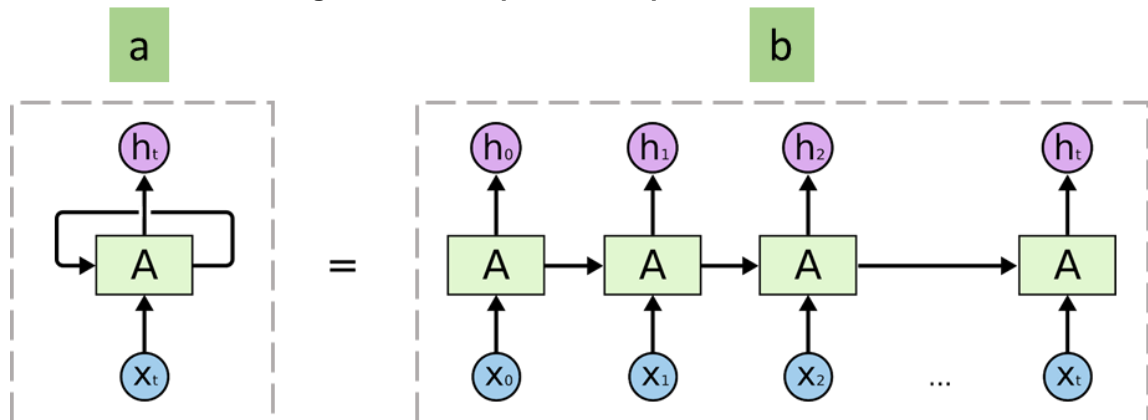 a b
hₜ h₀ h₁ h₂ hₜ
A = A A A A
xₜ x₀ x₁ x₂ ... xₜ